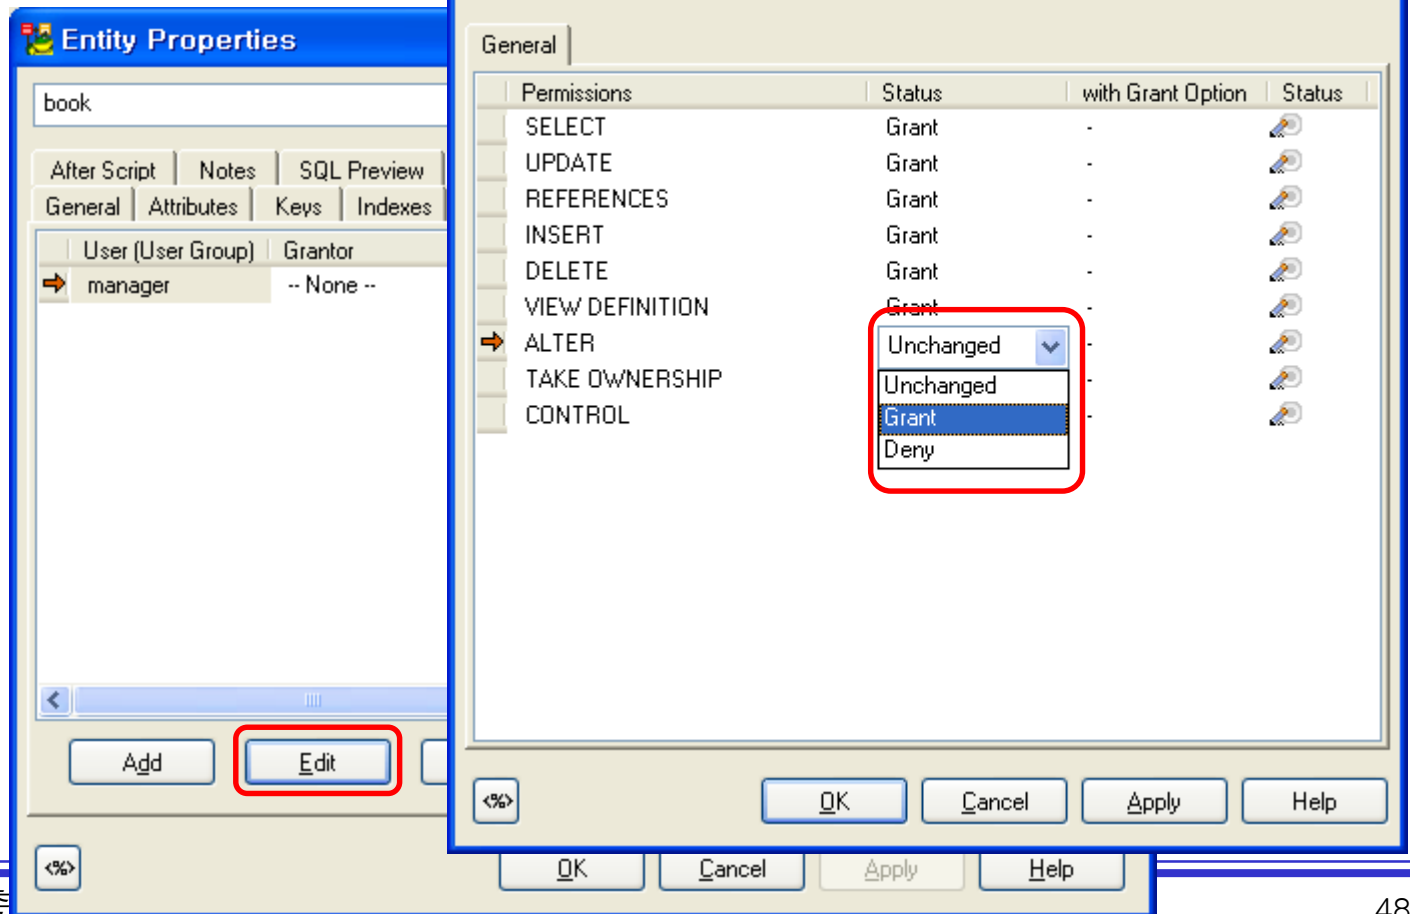 Entity Properties
book
After Script
Notes
SQL Preview
General
Attributes
Keys
Indexes
User (User Group)
Grantor
manager
-- None --
Add
Edit
<%>
OK
Cancel
Apply
Help
General
Permissions
Status
with Grant Option
Status
SELECT Grant -
UPDATE Grant -
REFERENCES Grant -
INSERT Grant -
DELETE Grant -
VIEW DEFINITION Grant -
ALTER Unchanged -
TAKE OWNERSHIP -
CONTROL -
Unchanged
Grant
Deny
<%>
OK
Cancel
Apply
Help
48